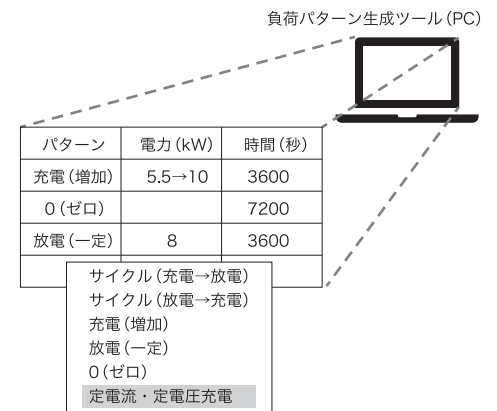 負荷パターン生成ツール(PC)
パターン 電力(kW) 時間(秒)
充電(増加) 5.5→10 3600
0(ゼロ) 7200
放電(一定) 8 3600
サイクル(充電→放電)
サイクル(放電→充電)
充電(増加)
放電(一定)
0(ゼロ)
定電流・定電圧充電